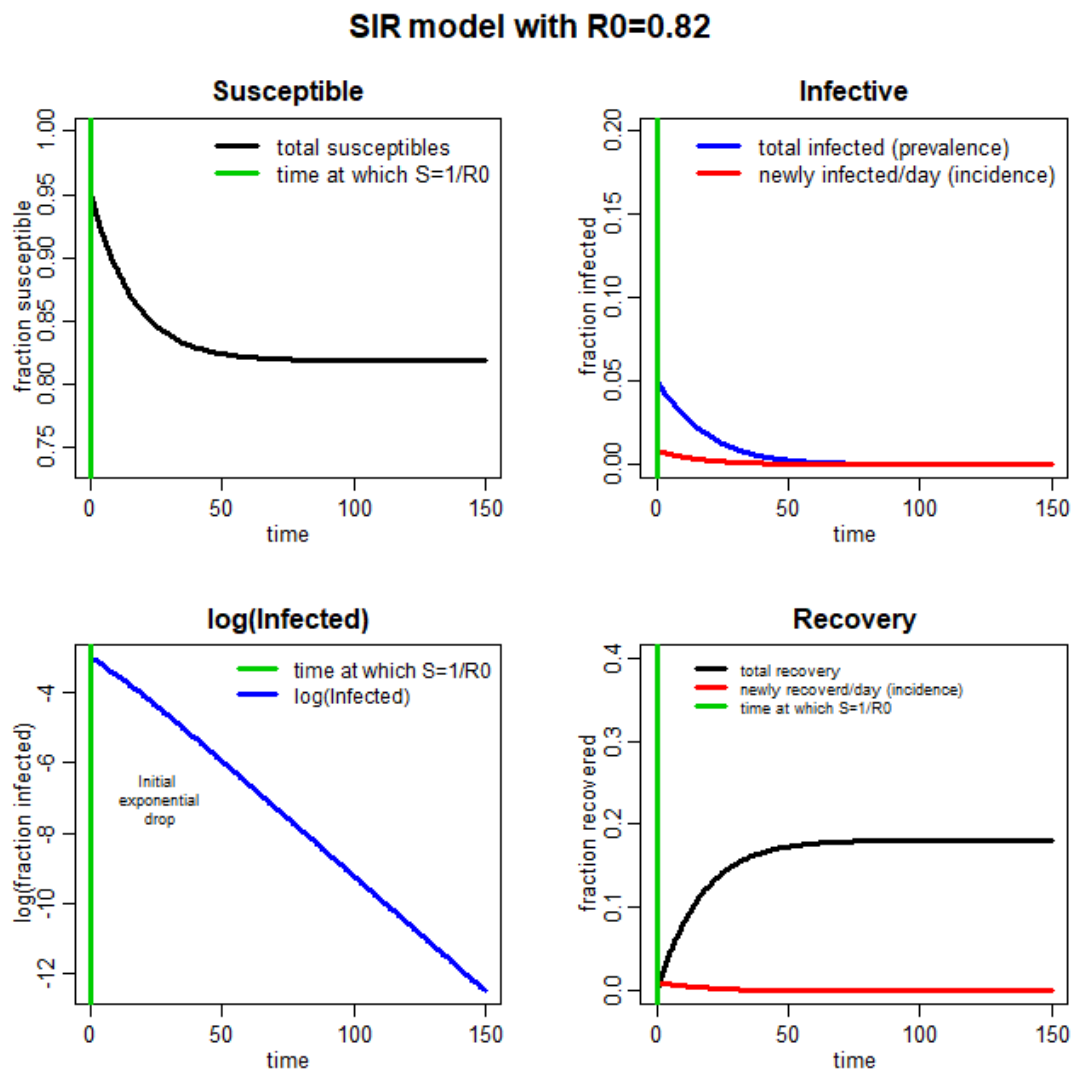 SIR model with R0=0.82
Susceptible
1.00
0.95
0.90
0.85
0.80
0.75
fraction susceptible
total susceptibles
time at which S=1/R0
0 50 100 150
time
Infective
0.20
0.15
0.10
0.05
0.00
fraction infected
total infected (prevalence)
newly infected/day (incidence)
0 50 100 150
time
log(Infected)
-4
-6
-8
-10
-12
log(fraction infected)
time at which S=1/R0
log(Infected)
Initial
exponential
drop
0 50 100 150
time
Recovery
0.4
0.3
0.2
0.1
0.0
fraction recovered
total recovery
newly recoverd/day (incidence)
time at which S=1/R0
0 50 100 150
time